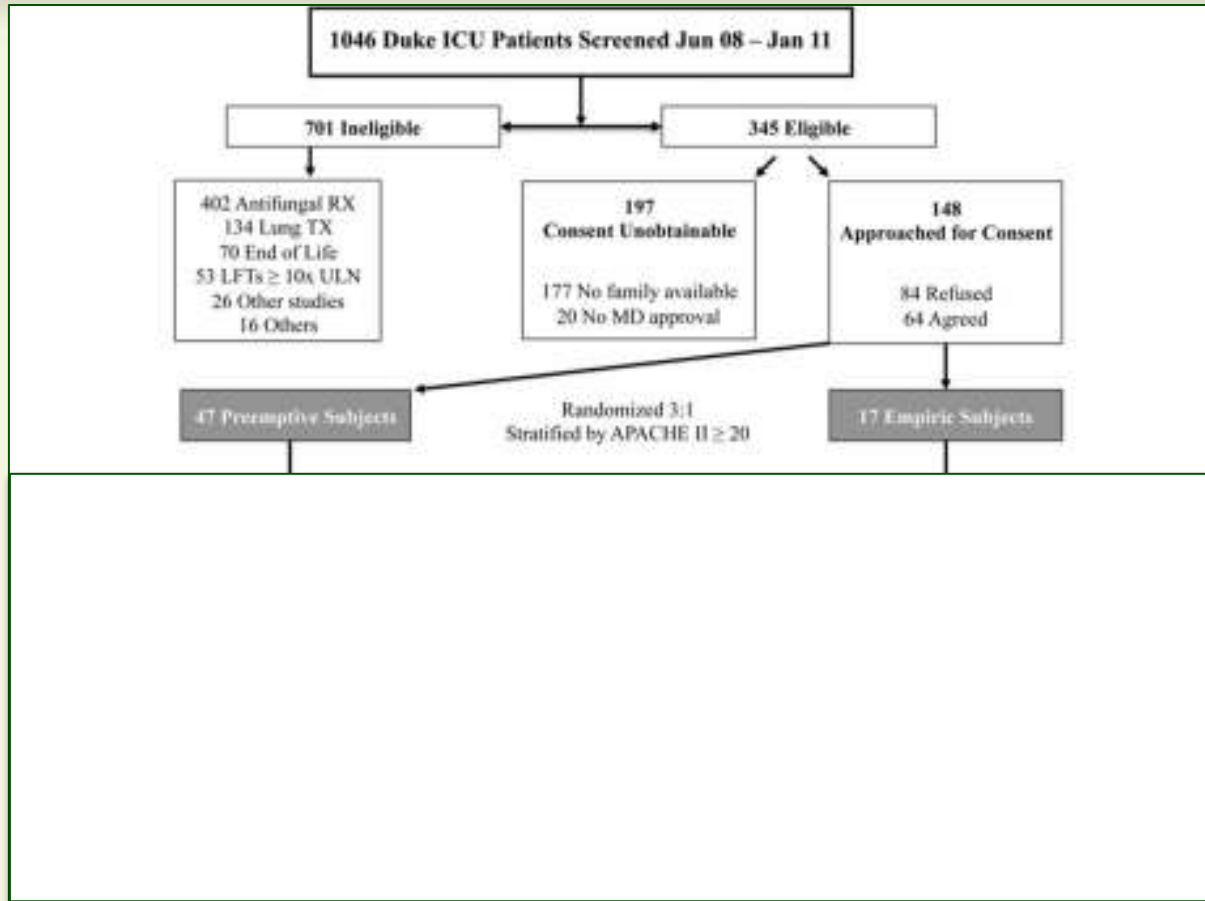 1046 Duke ICU Patients Screened Jun 08 – Jan 11
701 Ineligible
345 Eligible
402 Antifungal RX
134 Lung TX
70 End of Life
53 LFTs ≥ 10x ULN
26 Other studies
16 Others
197
Consent Unobtainable
177 No family available
20 No MD approval
148
Approached for Consent
84 Refused
64 Agreed
47 Preemptive Subjects
Randomized 3:1
Stratified by APACHE II ≥ 20
17 Empiric Subjects